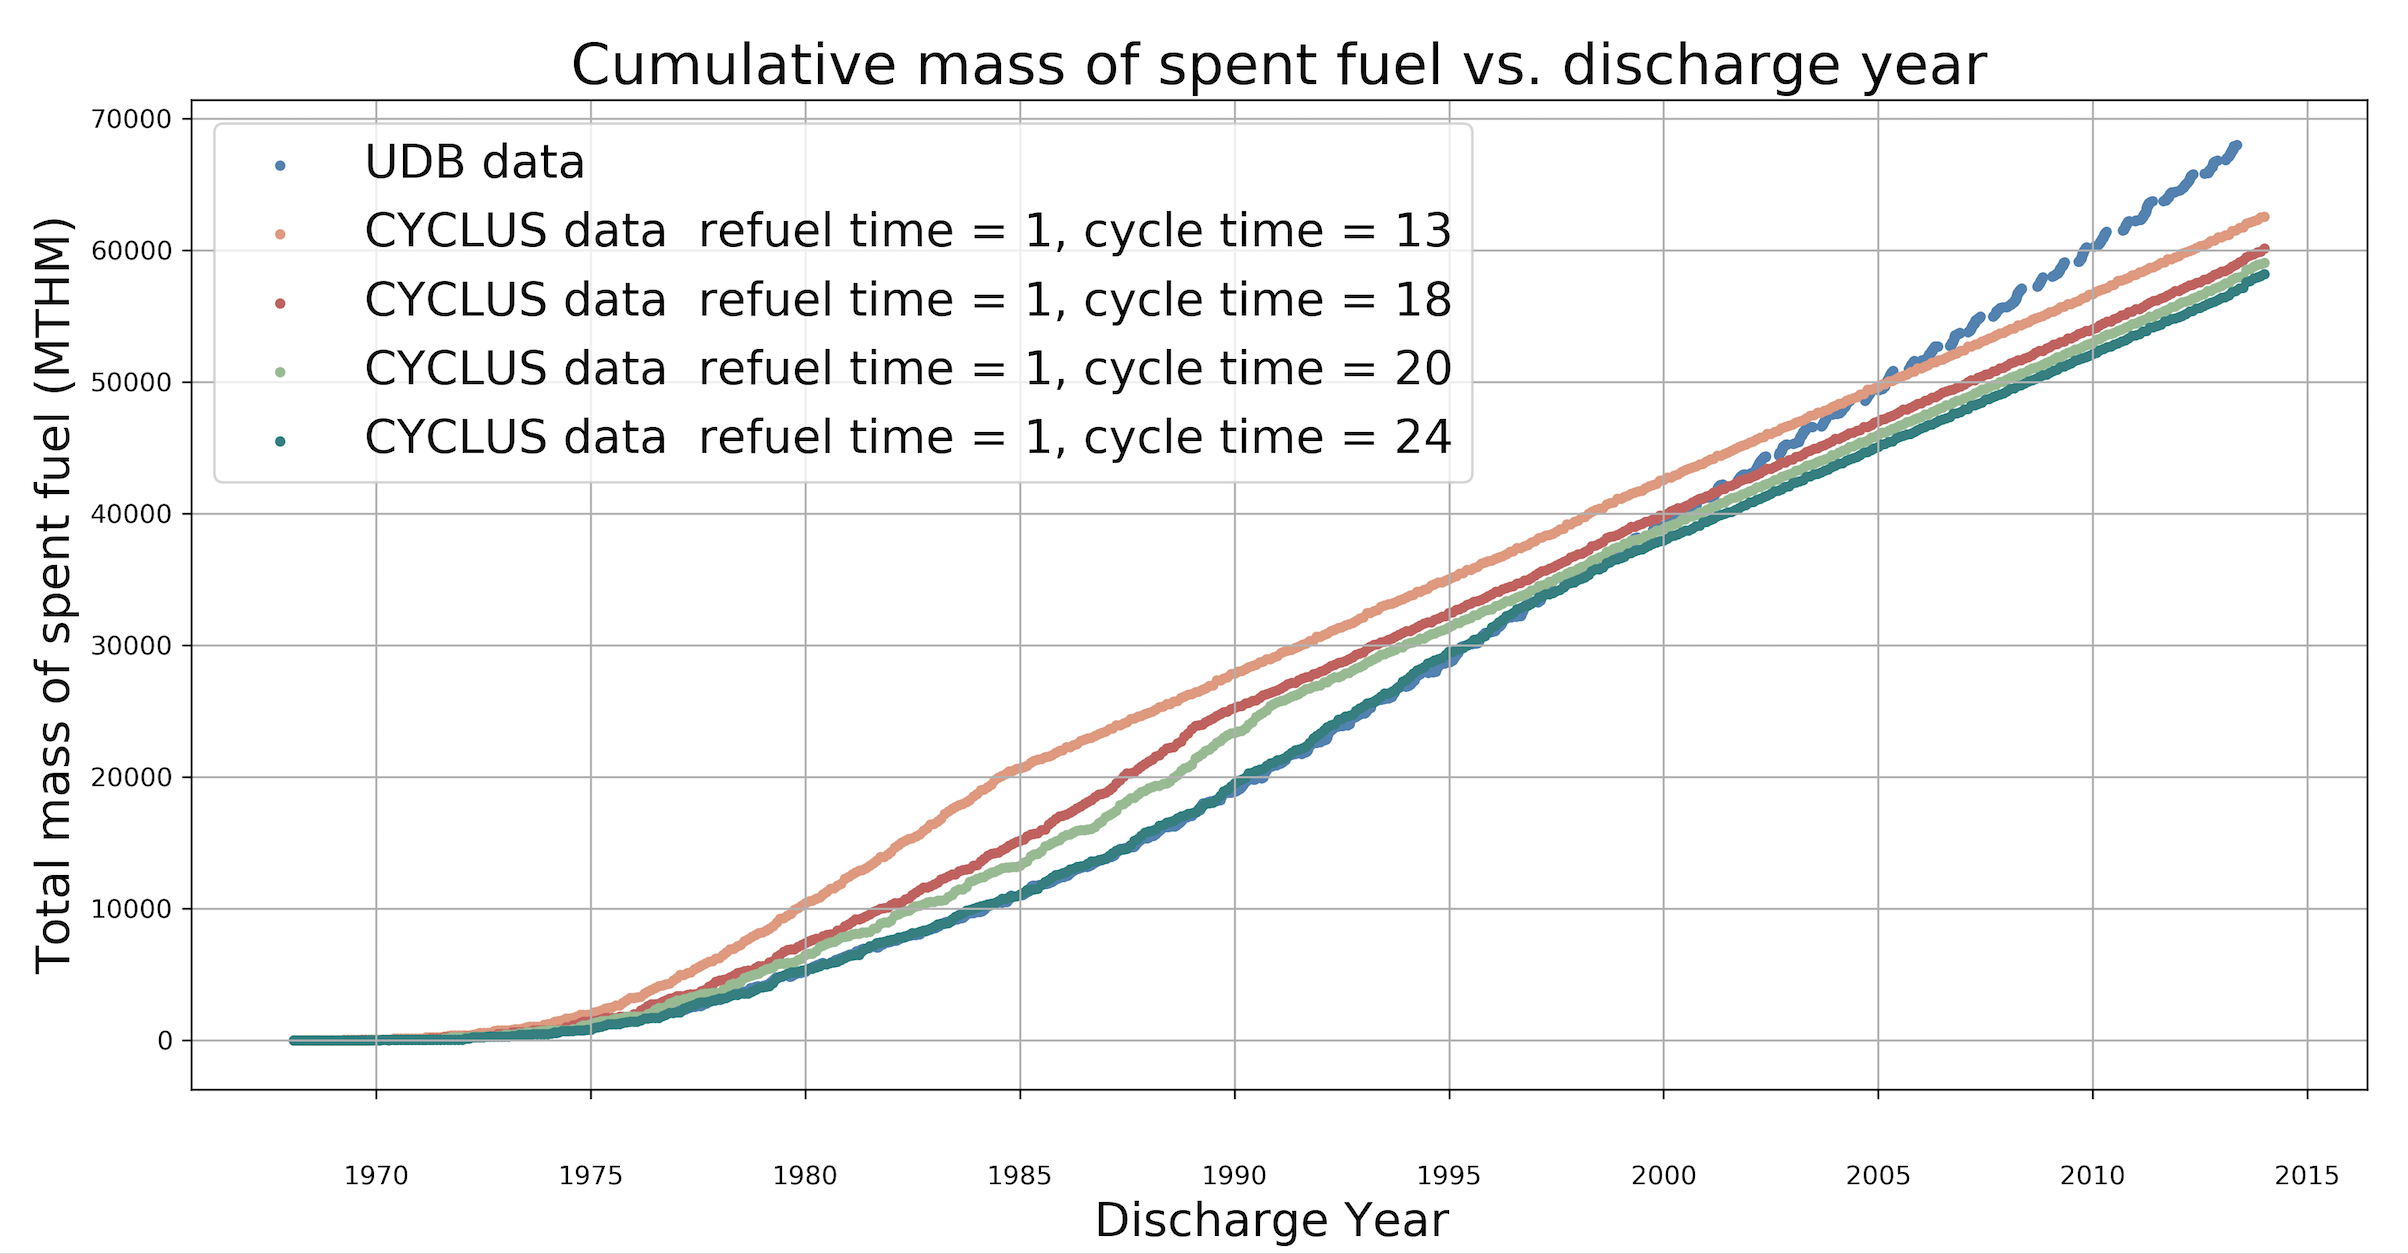 Cumulative mass of spent fuel vs. discharge year
Total mass of spent fuel (MTHM)
70000
60000
50000
40000
30000
20000
10000
0
UDB data
CYCLUS data  refuel time = 1, cycle time = 13
CYCLUS data  refuel time = 1, cycle time = 18
CYCLUS data  refuel time = 1, cycle time = 20
CYCLUS data  refuel time = 1, cycle time = 24
1970 1975 1980 1985 1990 1995 2000 2005 2010 2015
Discharge Year